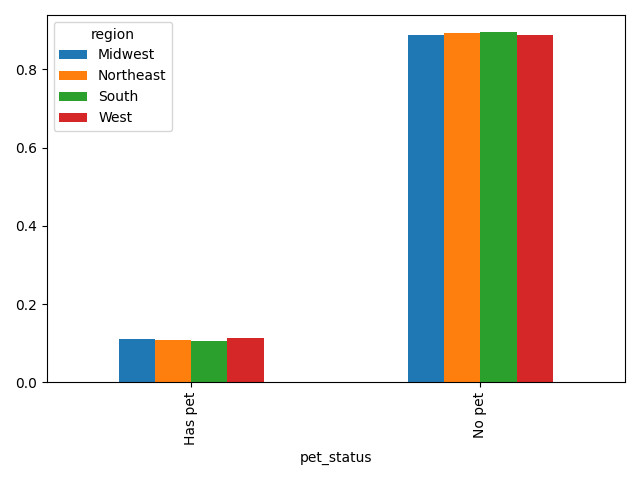 region
Midwest
Northeast
South
West
0.8
0.6
0.4
0.2
0.0
Has pet
No pet
pet_status